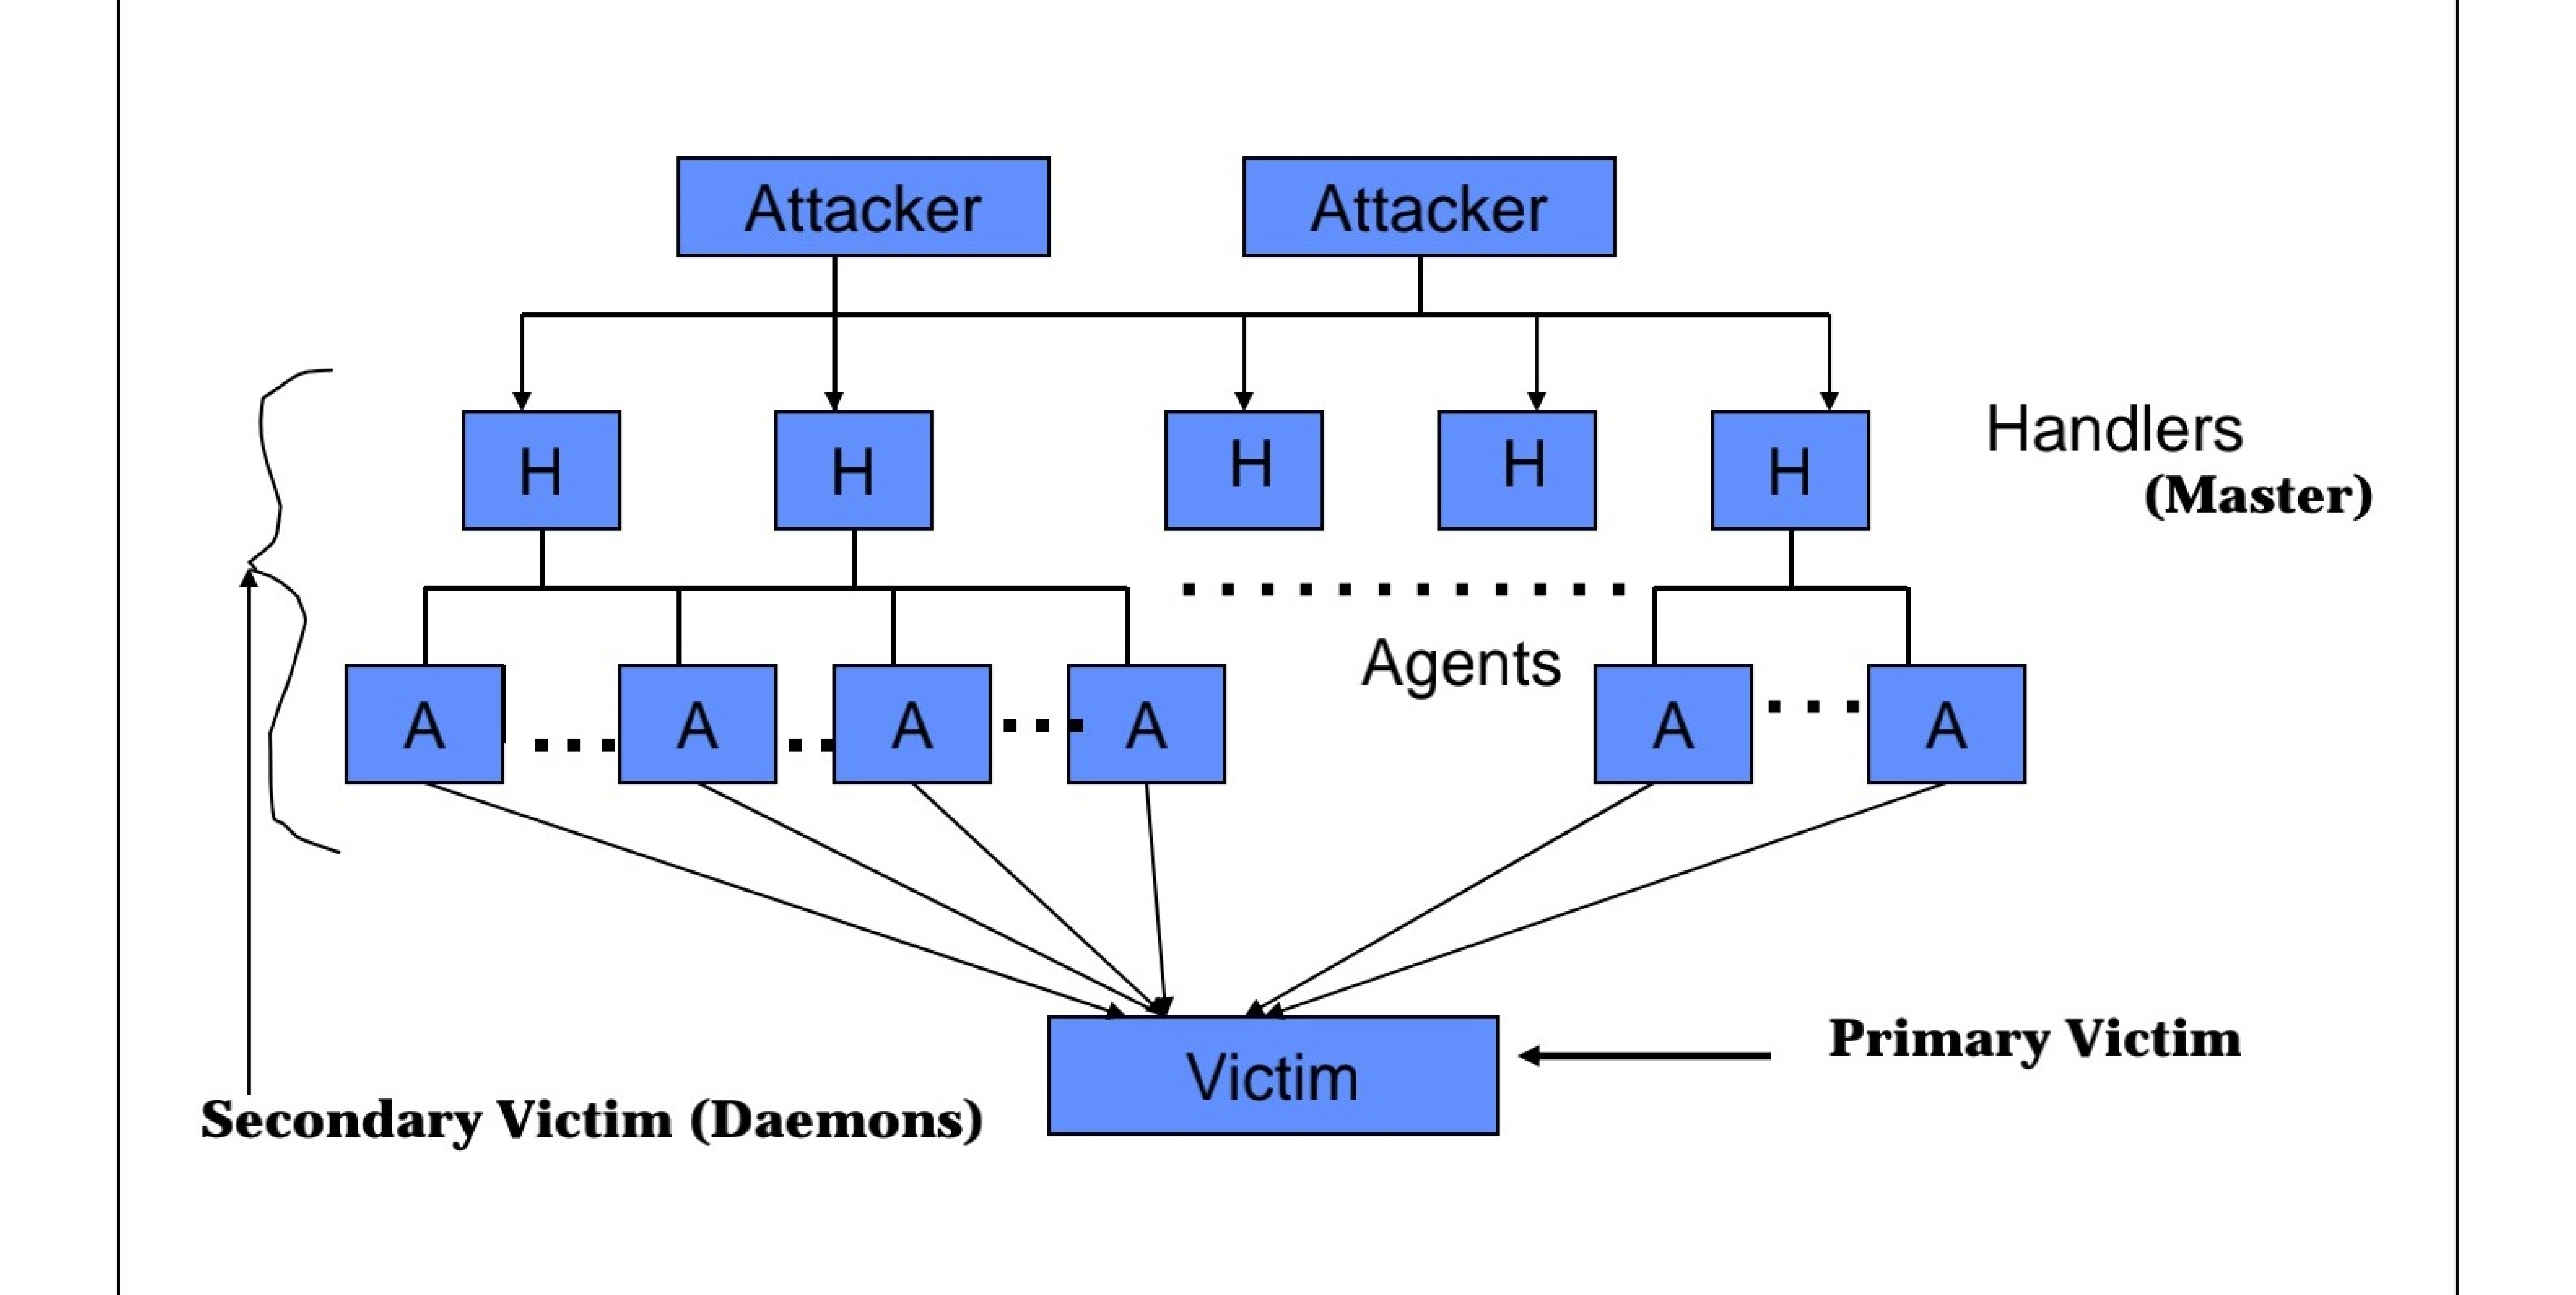 Attacker Attacker
H H H H H
Handlers
(Master)
Agents
A A A A A A
Victim
Primary Victim
Secondary Victim (Daemons)